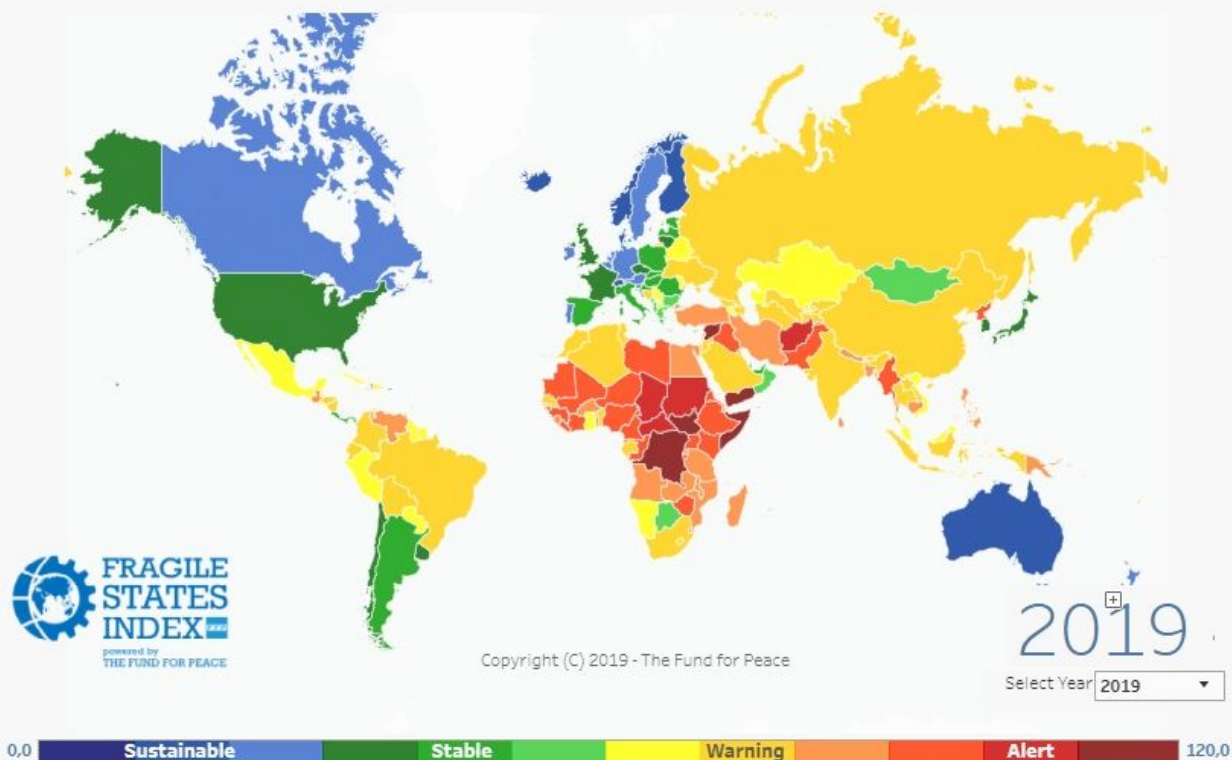 FRAGILE
STATES
INDEX
powered by
THE FUND FOR PEACE
Copyright (C) 2019 - The Fund for Peace
2019
Select Year 2019
0,0 Sustainable Stable Warning Alert 120,0